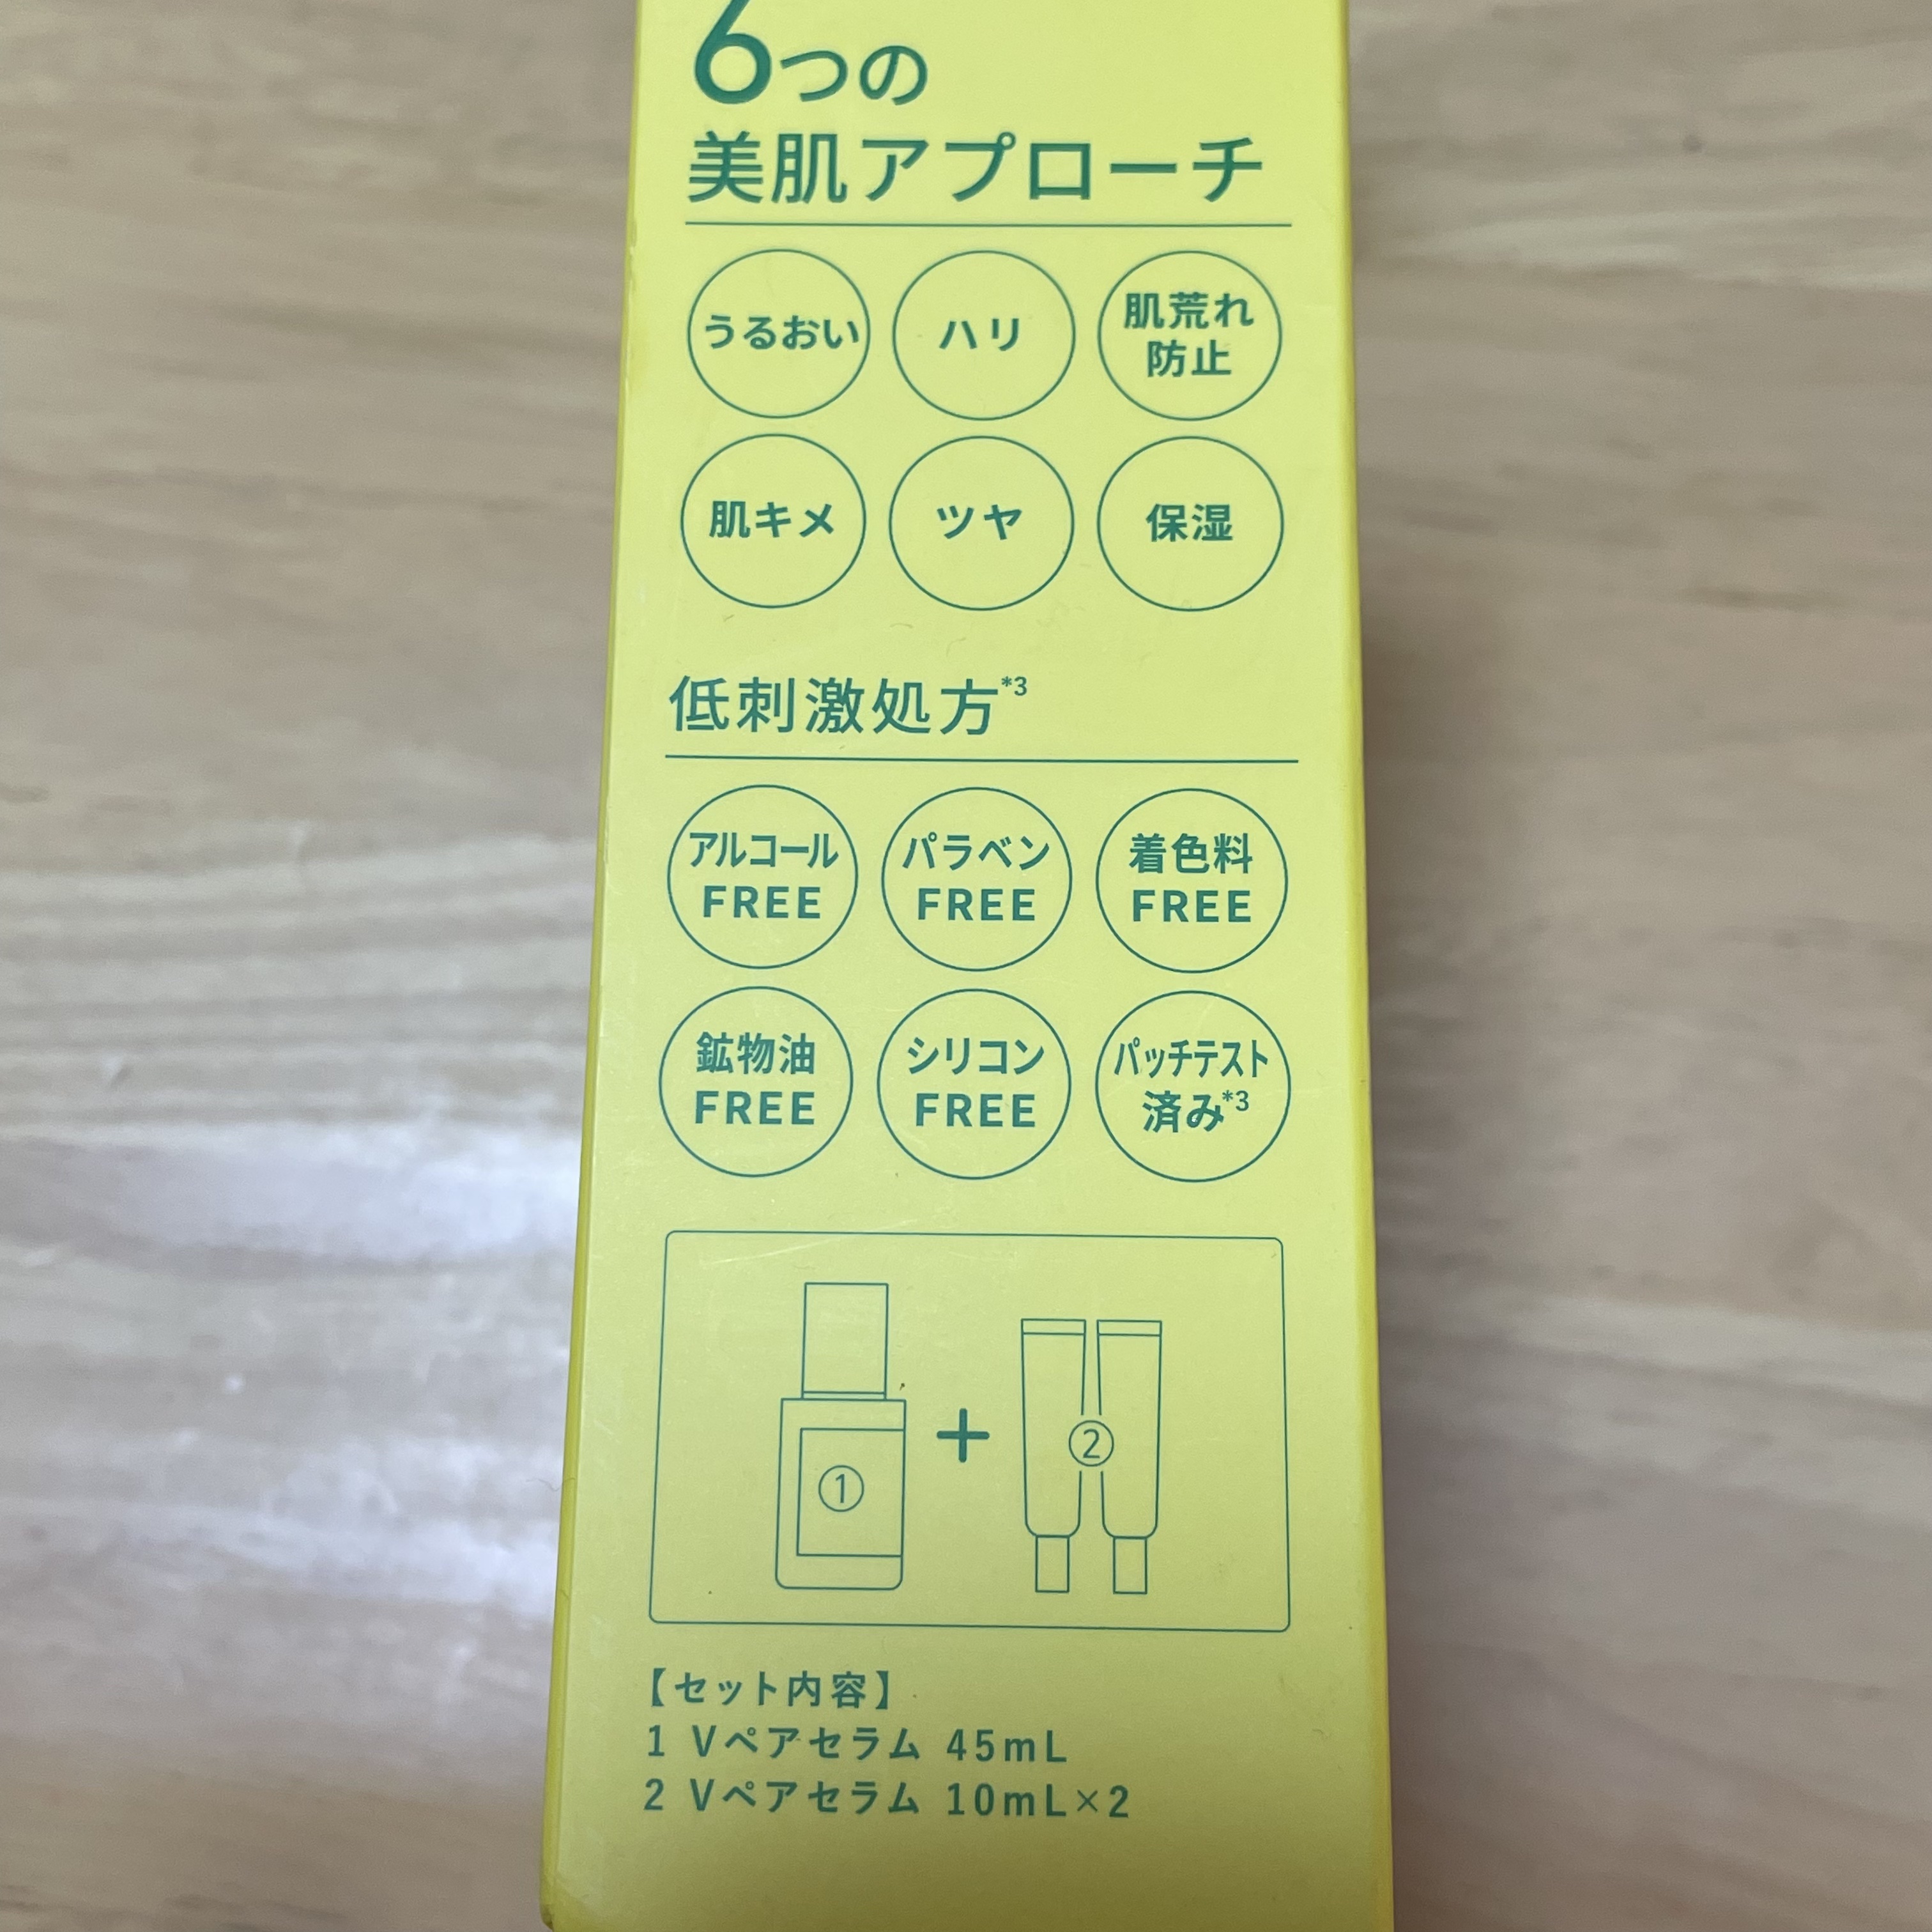 6つの
美肌アプローチ
うるおい
ハリ
肌荒れ
防止
肌キメ
ツヤ
保湿
低刺激処方*3
アルコール
FREE
パラベン
FREE
着色料
FREE
鉱物油
FREE
シリコン
FREE
パッチテスト
済み*3
①
+
②
【セット内容】
1 Vペアセラム 45mL
2 Vペアセラム 10mL×2